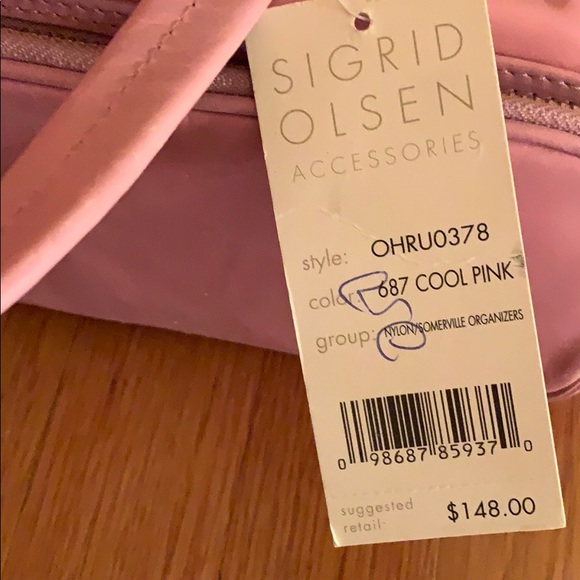 SIGRID
OLSEN
ACCESSORIES
style: OHRU0378
color: 687 COOL PINK
group: NYLON/SOMERVILLE ORGANIZERS
0 98687 85937 0
suggested
retail: $148.00